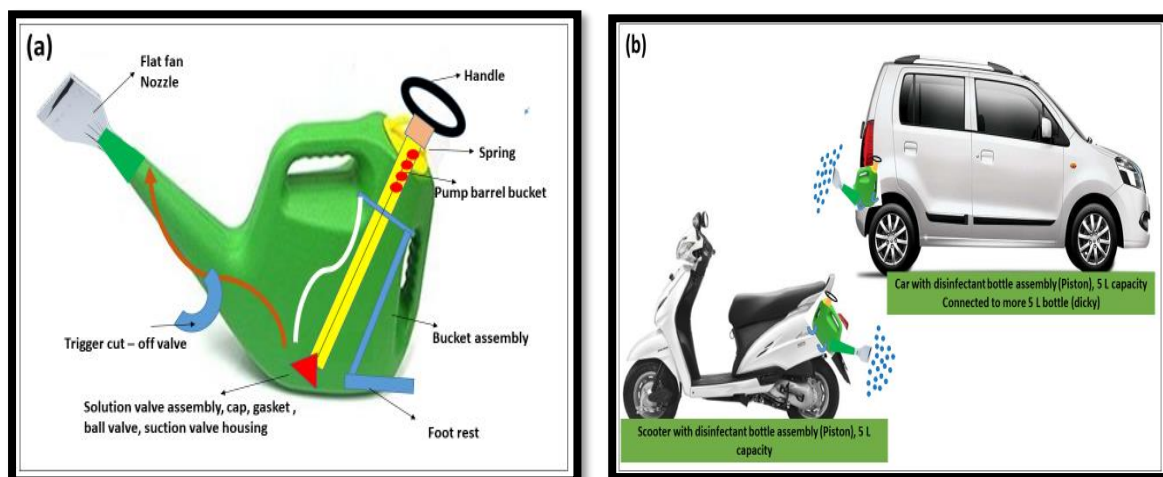 (a)
Flat fan
Nozzle
Handle
Spring
Pump barrel bucket
Bucket assembly
Trigger cut – off valve
Solution valve assembly, cap, gasket ,
ball valve, suction valve housing
Foot rest
(b)
Car with disinfectant bottle assembly (Piston), 5 L capacity
Connected to more 5 L bottle (dicky)
Scooter with disinfectant bottle assembly (Piston), 5 L
capacity